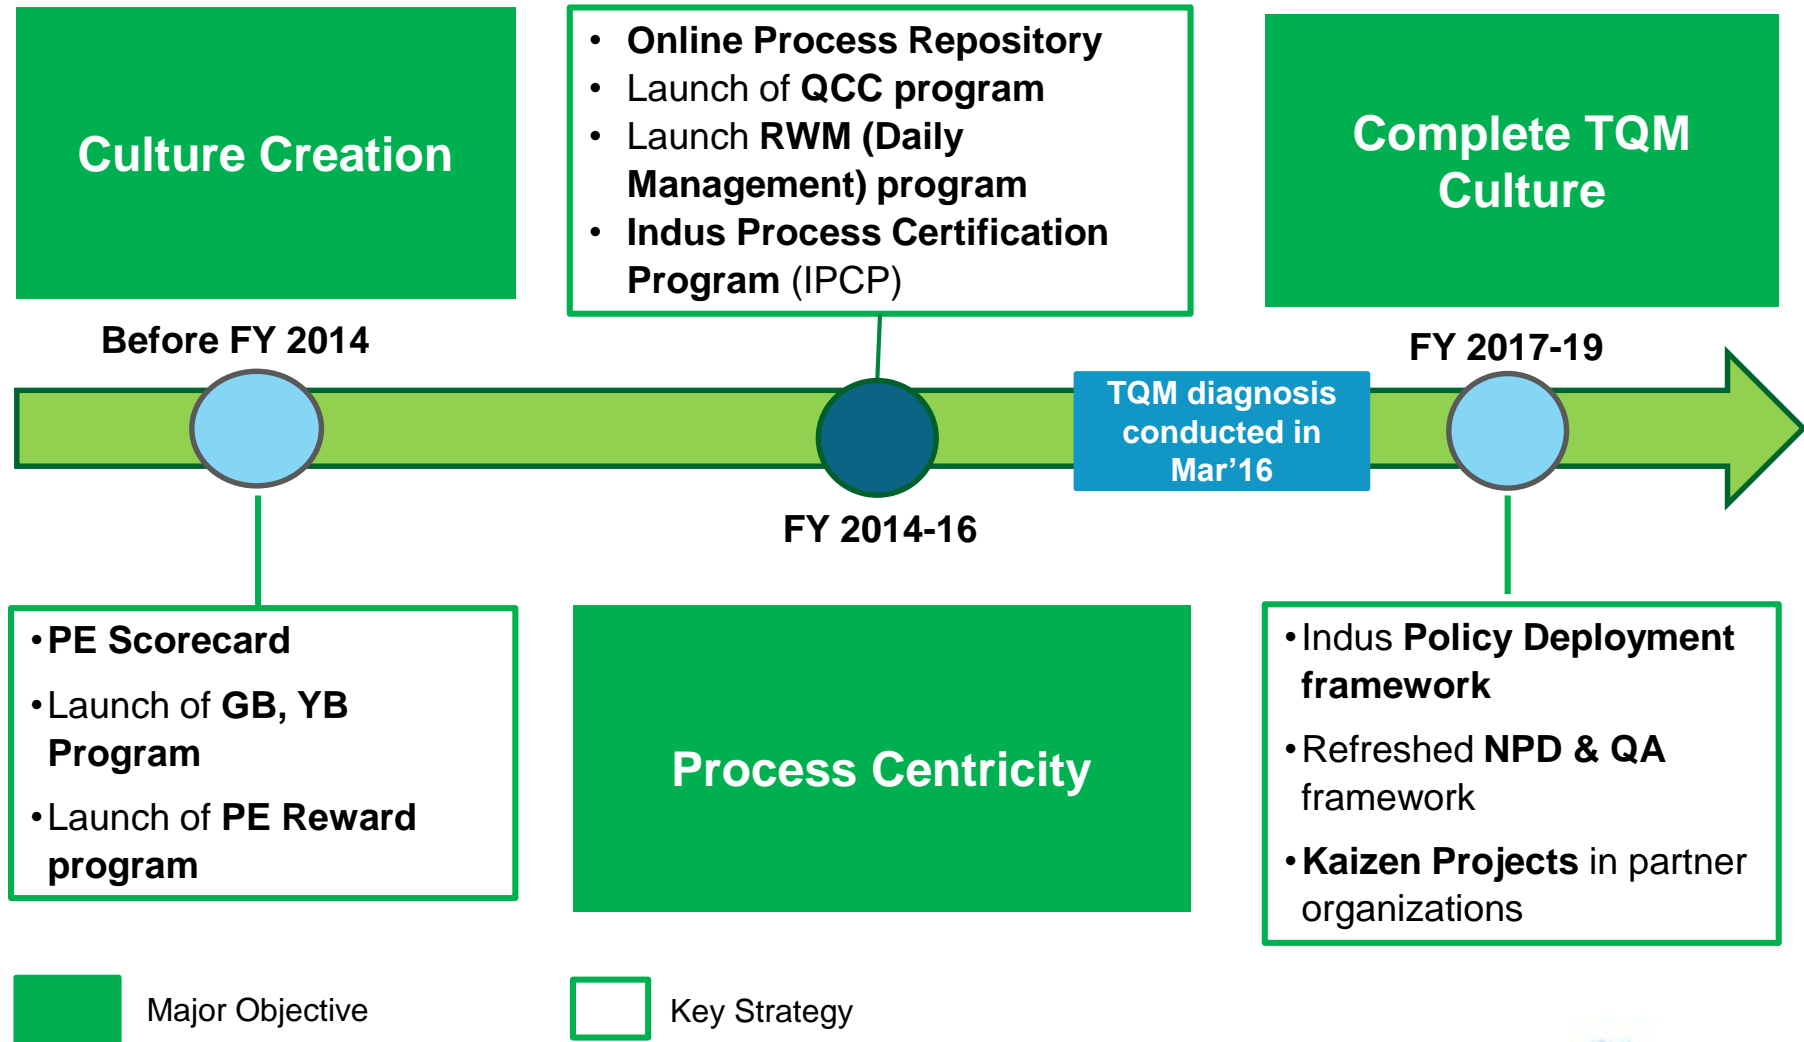 Culture Creation
• Online Process Repository
• Launch of QCC program
• Launch RWM (Daily
Management) program
• Indus Process Certification
Program (IPCP)
Complete TQM
Culture
Before FY 2014
FY 2017-19
TQM diagnosis
conducted in
Mar’16
FY 2014-16
•PE Scorecard
•Launch of GB, YB
Program
•Launch of PE Reward
program
Process Centricity
•Indus Policy Deployment
framework
•Refreshed NPD & QA
framework
•Kaizen Projects in partner
organizations
Major Objective
Key Strategy